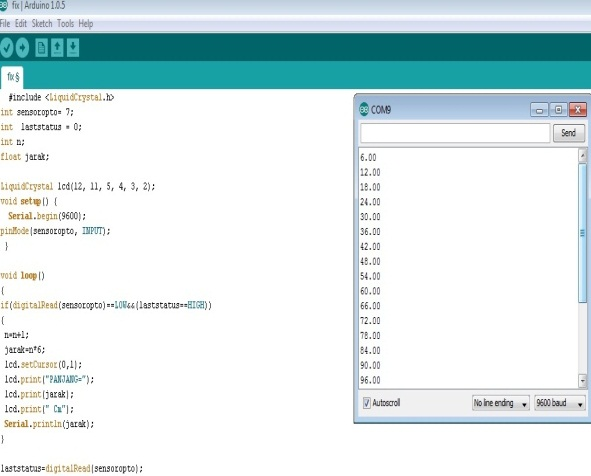 fix | Arduino 1.0.5
File Edit Sketch Tools Help
fix §
#include <LiquidCrystal.h>
int sensoropto= 7;
int laststatus = 0;
int n;
float jarak;
LiquidCrystal lcd(12, 11, 5, 4, 3, 2);
void setup() {
Serial.begin(9600);
pinMode(sensoropto, INPUT);
}
void loop()
{
if(digitalRead(sensoropto)==LOW&&(laststatus==HIGH))
{
n=n+1;
jarak=n*6;
lcd.setCursor(0,1);
lcd.print("PANJANG=");
lcd.print(jarak);
lcd.print(" Cm");
Serial.println(jarak);
}
laststatus=digitalRead(sensoropto);
COM9
Send
6.00
12.00
18.00
24.00
30.00
36.00
42.00
48.00
54.00
60.00
66.00
72.00
78.00
84.00
90.00
96.00
Autoscroll
No line ending
9600 baud